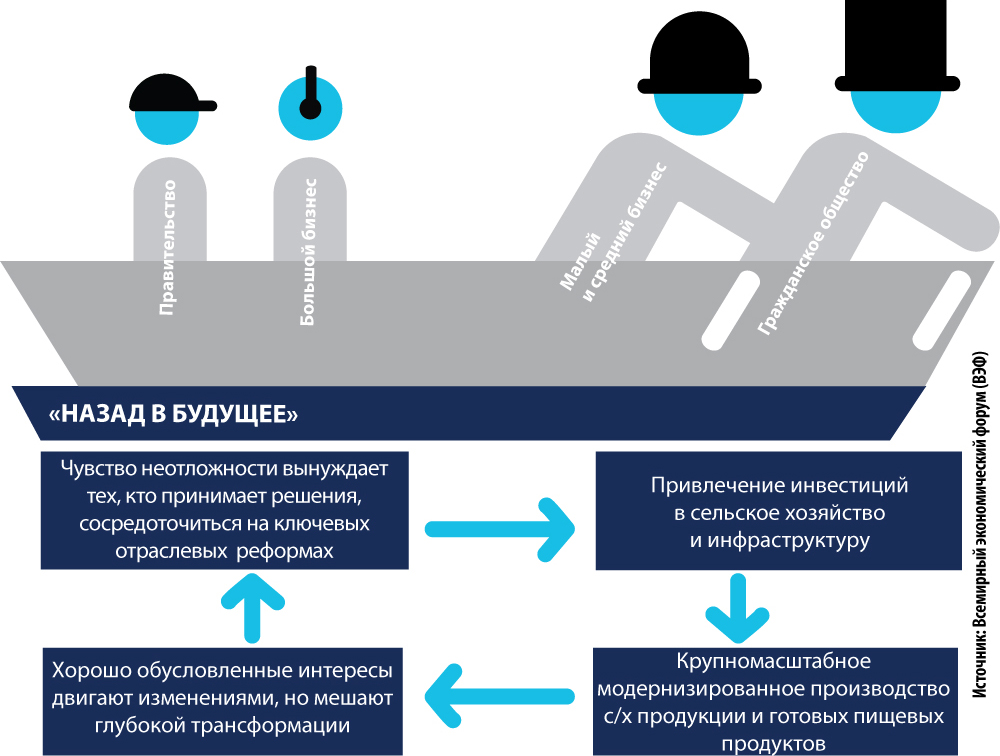 Правительство
Большой бизнес
Малый
и средний бизнес
Гражданское общество
«НАЗАД В БУДУЩЕЕ»
Чувство неотложности вынуждает
тех, кто принимает решения,
сосредоточиться на ключевых
отраслевых реформах
Привлечение инвестиций
в сельское хозяйство
и инфраструктуру
Хорошо обусловленные интересы
двигают изменениями, но мешают
глубокой трансформации
Крупномасштабное
модернизированное производство
с/х продукции и готовых пищевых
продуктов
Источник: Всемирный экономический форум (ВЭФ)